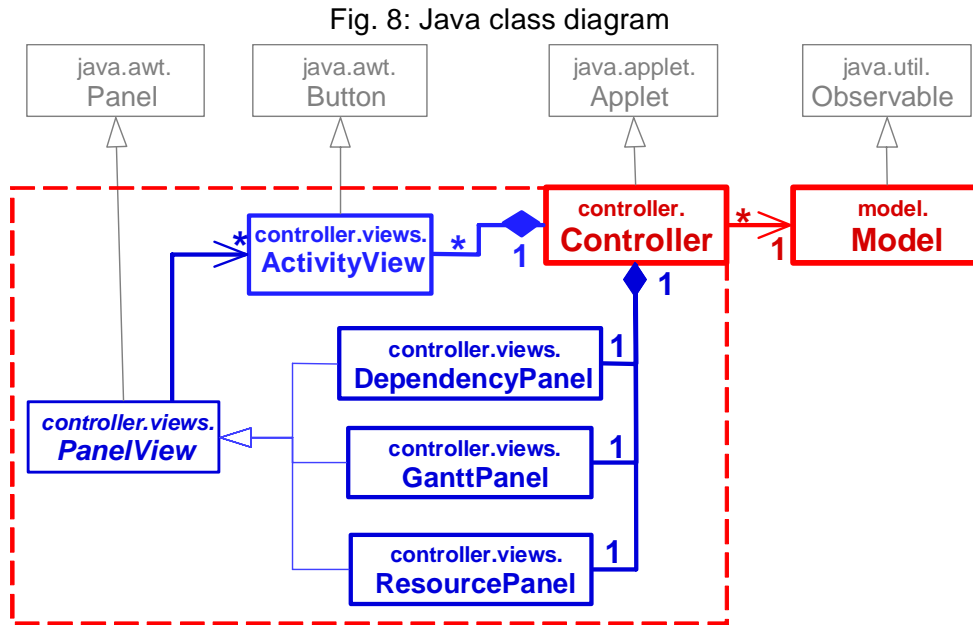 Fig. 8: Java class diagram
java.awt.
Panel
java.awt.
Button
java.applet.
Applet
java.util.
Observable
controller.views.
ActivityView
*
*
1
controller.
Controller
*
1
model.
Model
1
controller.views.
DependencyPanel
1
controller.views.
PanelView
controller.views.
GanttPanel
1
controller.views.
ResourcePanel
1